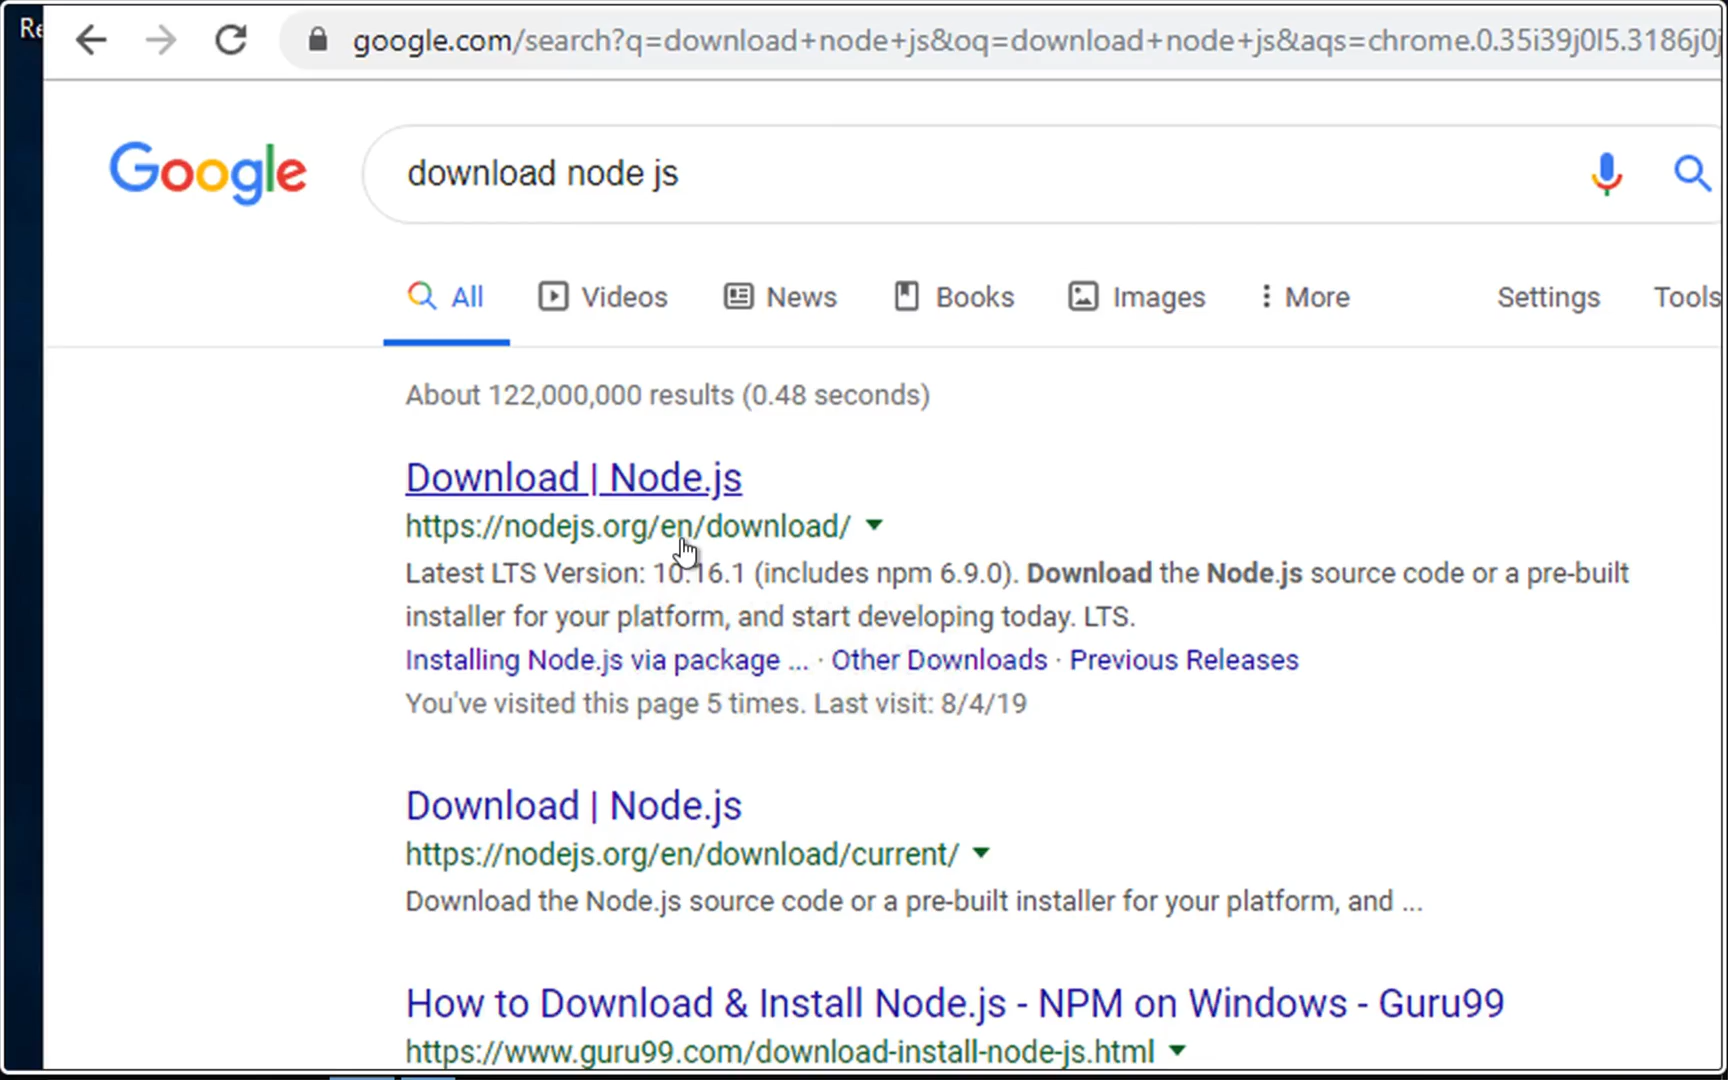 Re
google.com/search?q=download+node+js&oq=download+node+js&aqs=chrome.0.35i39j0l5.3186j0j
Google
download node js
All Videos News Books Images More Settings Tools
About 122,000,000 results (0.48 seconds)
Download | Node.js
https://nodejs.org/en/download/
Latest LTS Version: 10.16.1 (includes npm 6.9.0). Download the Node.js source code or a pre-built
installer for your platform, and start developing today. LTS.
Installing Node.js via package ... · Other Downloads · Previous Releases
You've visited this page 5 times. Last visit: 8/4/19
Download | Node.js
https://nodejs.org/en/download/current/
Download the Node.js source code or a pre-built installer for your platform, and ...
How to Download & Install Node.js - NPM on Windows - Guru99
https://www.guru99.com/download-install-node-js.html